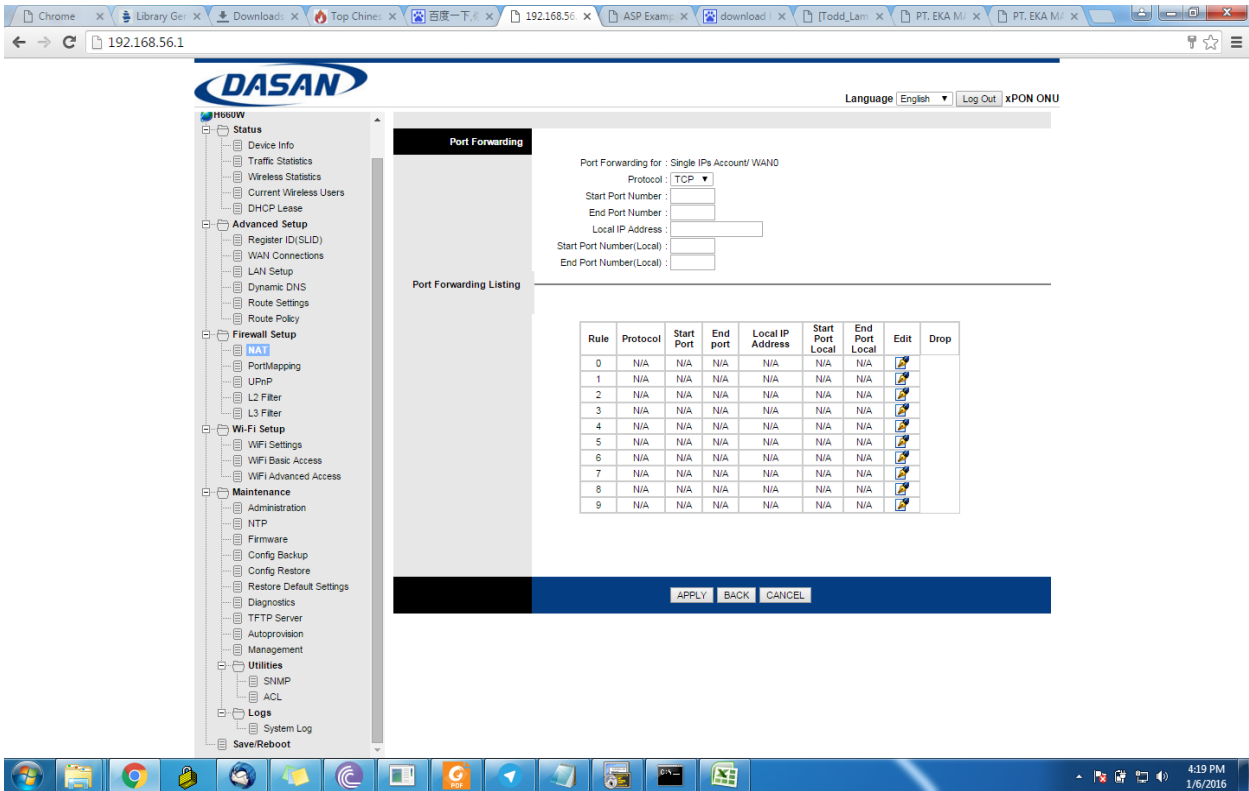 Chrome
Library Gen
Downloads
Top Chines
百度一下,
192.168.56.
ASP Examp
download
[Todd_Lam
PT. EKA MA
PT. EKA MA
192.168.56.1
DASAN
Language English Log Out xPON ONU
H660W
Status
Device Info
Traffic Statistics
Wireless Statistics
Current Wireless Users
DHCP Lease
Advanced Setup
Register ID(SLID)
WAN Connections
LAN Setup
Dynamic DNS
Route Settings
Route Policy
Firewall Setup
NAT
PortMapping
UPnP
L2 Filter
L3 Filter
Wi-Fi Setup
WiFi Settings
WiFi Basic Access
WiFi Advanced Access
Maintenance
Administration
NTP
Firmware
Config Backup
Config Restore
Restore Default Settings
Diagnostics
TFTP Server
Autoprovision
Management
Utilities
SNMP
ACL
Logs
System Log
Save/Reboot
Port Forwarding
Port Forwarding for : Single IPs Account/ WAN0
Protocol : TCP
Start Port Number :
End Port Number :
Local IP Address :
Start Port Number(Local) :
End Port Number(Local) :
Port Forwarding Listing
Rule Protocol Start Port End port Local IP Address Start Port Local End Port Local Edit Drop
0 N/A N/A N/A N/A N/A N/A
1 N/A N/A N/A N/A N/A N/A
2 N/A N/A N/A N/A N/A N/A
3 N/A N/A N/A N/A N/A N/A
4 N/A N/A N/A N/A N/A N/A
5 N/A N/A N/A N/A N/A N/A
6 N/A N/A N/A N/A N/A N/A
7 N/A N/A N/A N/A N/A N/A
8 N/A N/A N/A N/A N/A N/A
9 N/A N/A N/A N/A N/A N/A
APPLY BACK CANCEL
PDF
4:19 PM
1/6/2016